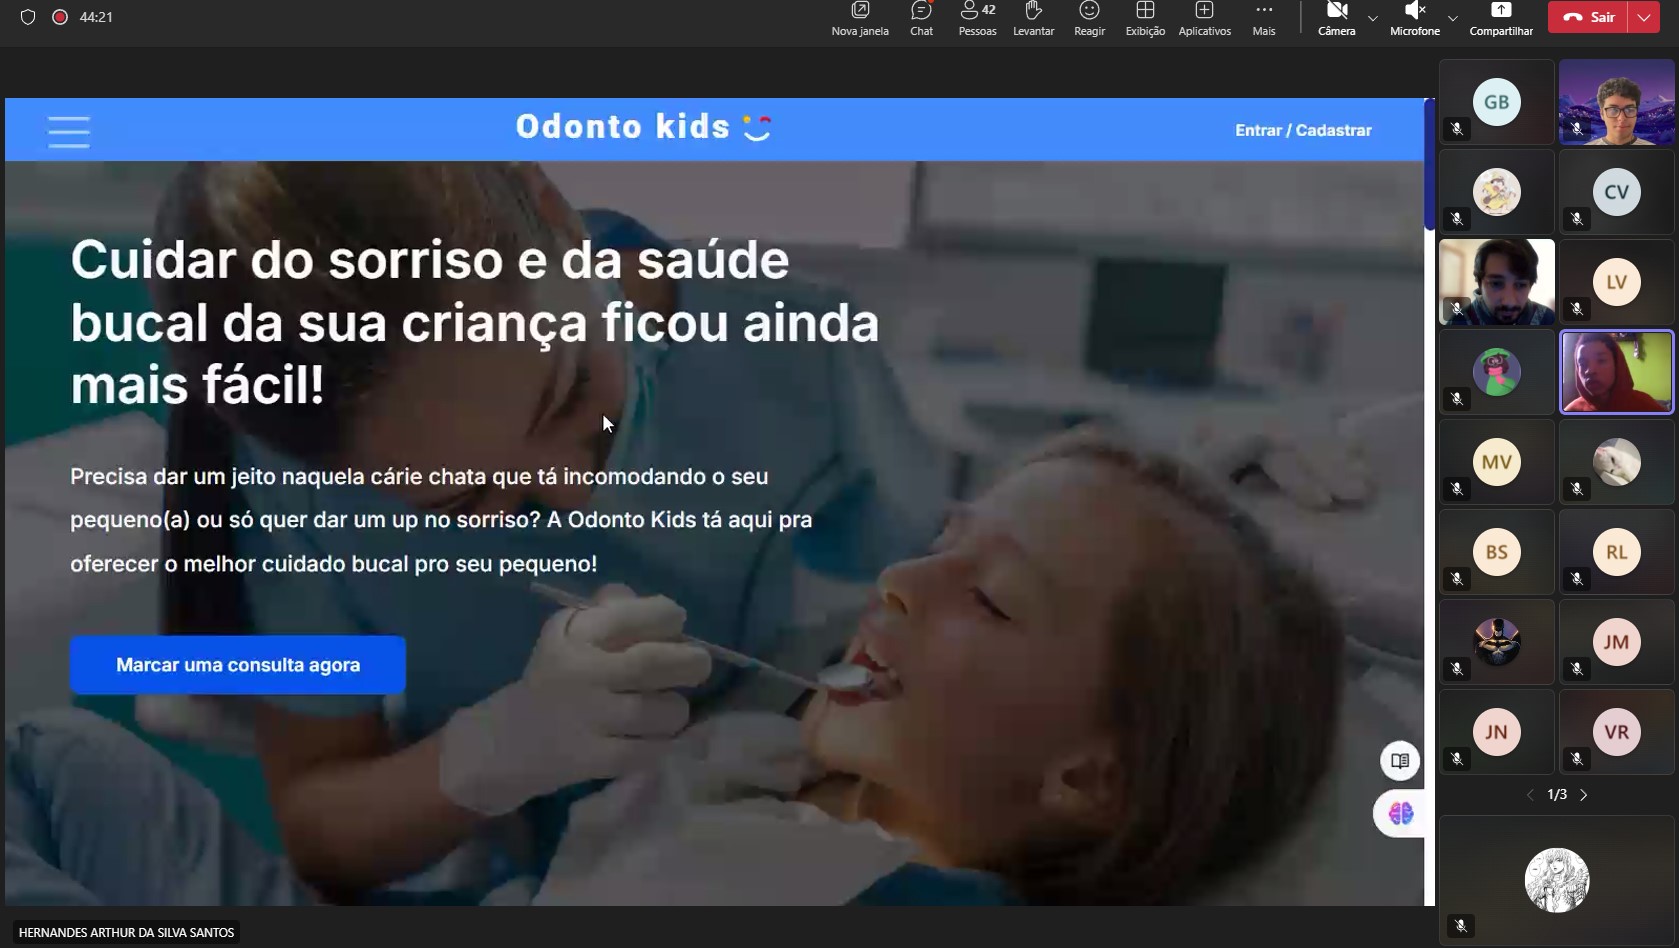 44:21
Nova janela
Chat
42
Pessoas
Levantar
Reagir
Exibição
Aplicativos
Mais
Câmera
Microfone
Compartilhar
Sair
Odonto kids
Entrar / Cadastrar
Cuidar do sorriso e da saúde
bucal da sua criança ficou ainda
mais fácil!
Precisa dar um jeito naquela cárie chata que tá incomodando o seu
pequeno(a) ou só quer dar um up no sorriso? A Odonto Kids tá aqui pra
oferecer o melhor cuidado bucal pro seu pequeno!
Marcar uma consulta agora
GB
CV
LV
MV
BS
RL
JM
JN
VR
1/3
HERNANDES ARTHUR DA SILVA SANTOS